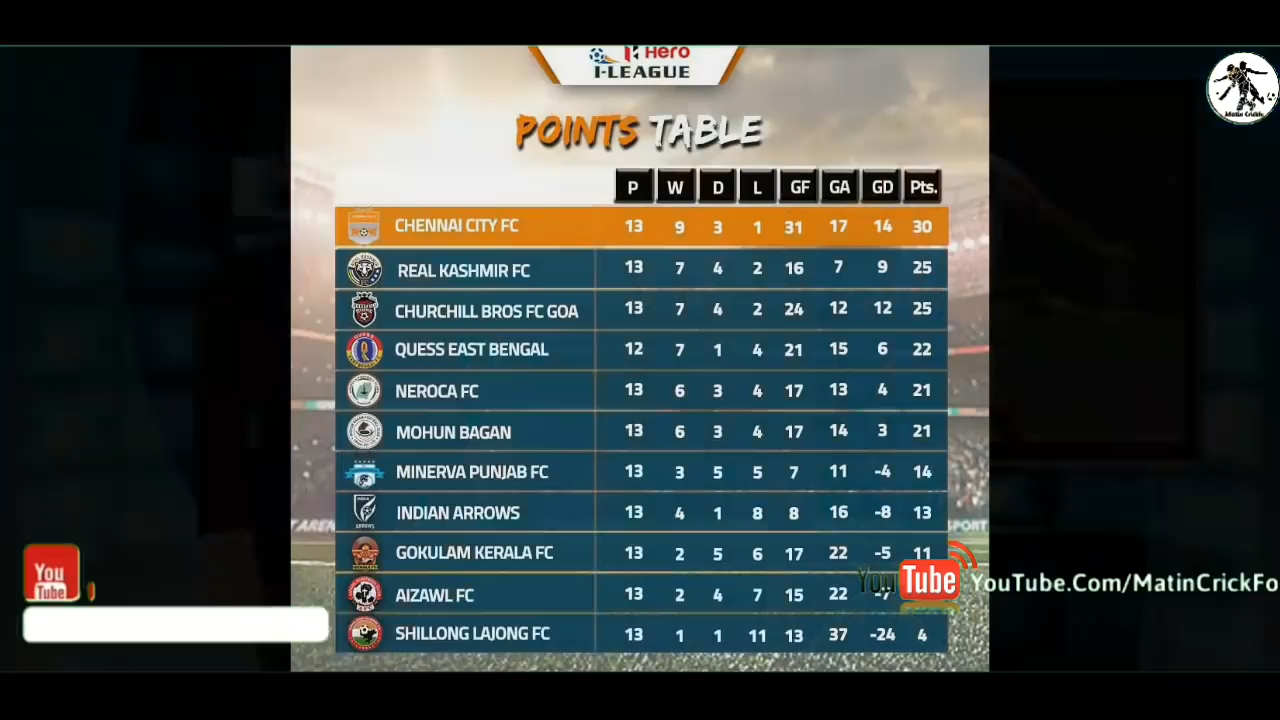 Hero
I-LEAGUE
POINTS TABLE
P W D L GF GA GD Pts.
CHENNAI CITY FC 13 9 3 1 31 17 14 30
REAL KASHMIR FC 13 7 4 2 16 7 9 25
CHURCHILL BROS FC GOA 13 7 4 2 24 12 12 25
QUESS EAST BENGAL 12 7 1 4 21 15 6 22
NEROCA FC 13 6 3 4 17 13 4 21
MOHUN BAGAN 13 6 3 4 17 14 3 21
MINERVA PUNJAB FC 13 3 5 5 7 11 -4 14
INDIAN ARROWS 13 4 1 8 8 16 -8 13
GOKULAM KERALA FC 13 2 5 6 17 22 -5 11
AIZAWL FC 13 2 4 7 15 22
SHILLONG LAJONG FC 13 1 1 11 13 37 -24 4
You
Tube
YouTube
YouTube.Com/MatinCrickFo
Matin Crickfo